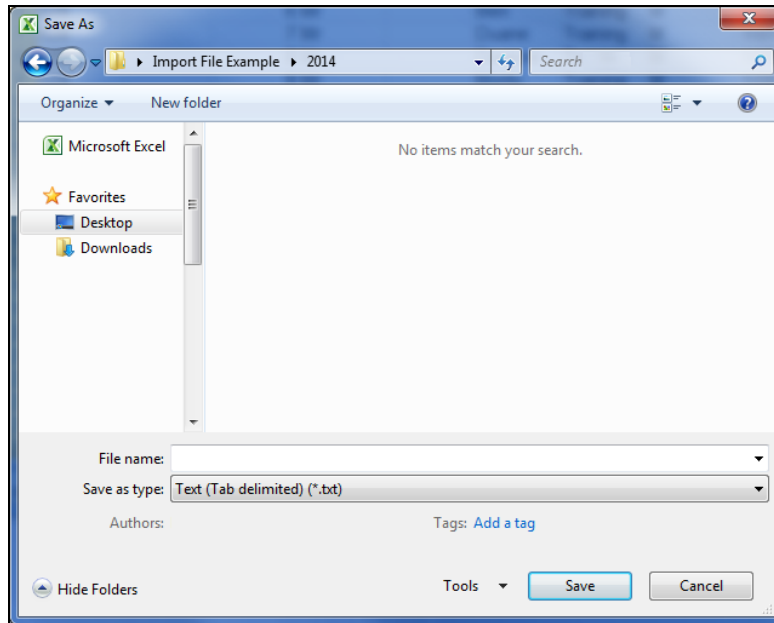 Save As
Import File Example 2014
Search
Organize New folder
Microsoft Excel
No items match your search.
Favorites
Desktop
Downloads
File name:
Save as type: Text (Tab delimited) (*.txt)
Authors: Tags: Add a tag
Hide Folders Tools Save Cancel